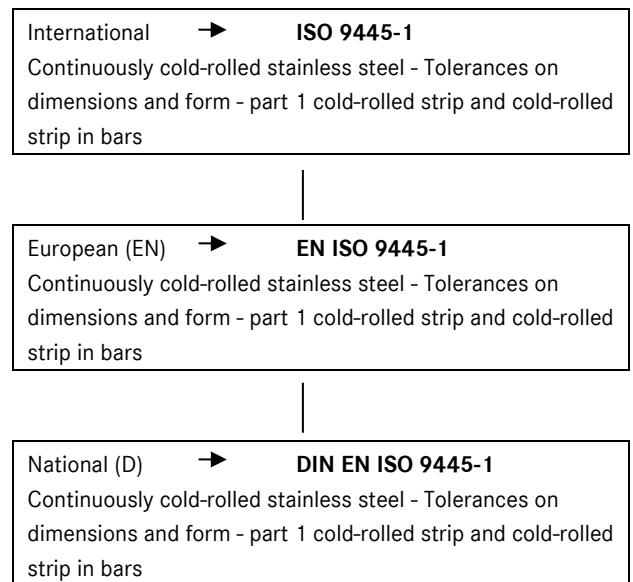 International → ISO 9445-1
Continuously cold-rolled stainless steel - Tolerances on
dimensions and form - part 1 cold-rolled strip and cold-rolled
strip in bars
European (EN) → EN ISO 9445-1
Continuously cold-rolled stainless steel - Tolerances on
dimensions and form - part 1 cold-rolled strip and cold-rolled
strip in bars
National (D) → DIN EN ISO 9445-1
Continuously cold-rolled stainless steel - Tolerances on
dimensions and form - part 1 cold-rolled strip and cold-rolled
strip in bars